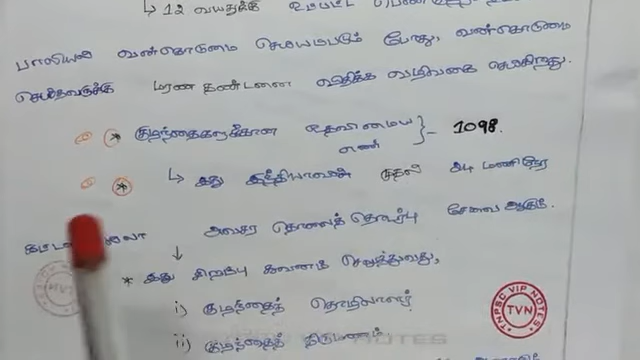 ↳ 12 வயதுக்கு உட்பட்ட
பாலியல் வன்கொடுமை செய்யப்படும் போது, வன்கொடுமை
செய்தவருக்கு மரண தண்டனை விதிக்க வழிவகை செய்கிறது.
* குழந்தைகளுக்கான உதவிமைய } - 1098.
எண்
* ↳ இது இந்தியாவின் முதல் 24 மணிநேர
அவசர தொலைத் தொடர்பு சேவை ஆகும்.
↓
* இது சிறப்பு கவனம் செலுத்துவது,
i) குழந்தைத் தொழிலாளர்
ii) குழந்தைத் திருமணம்.
TNPSC VIP NOTES
TVN